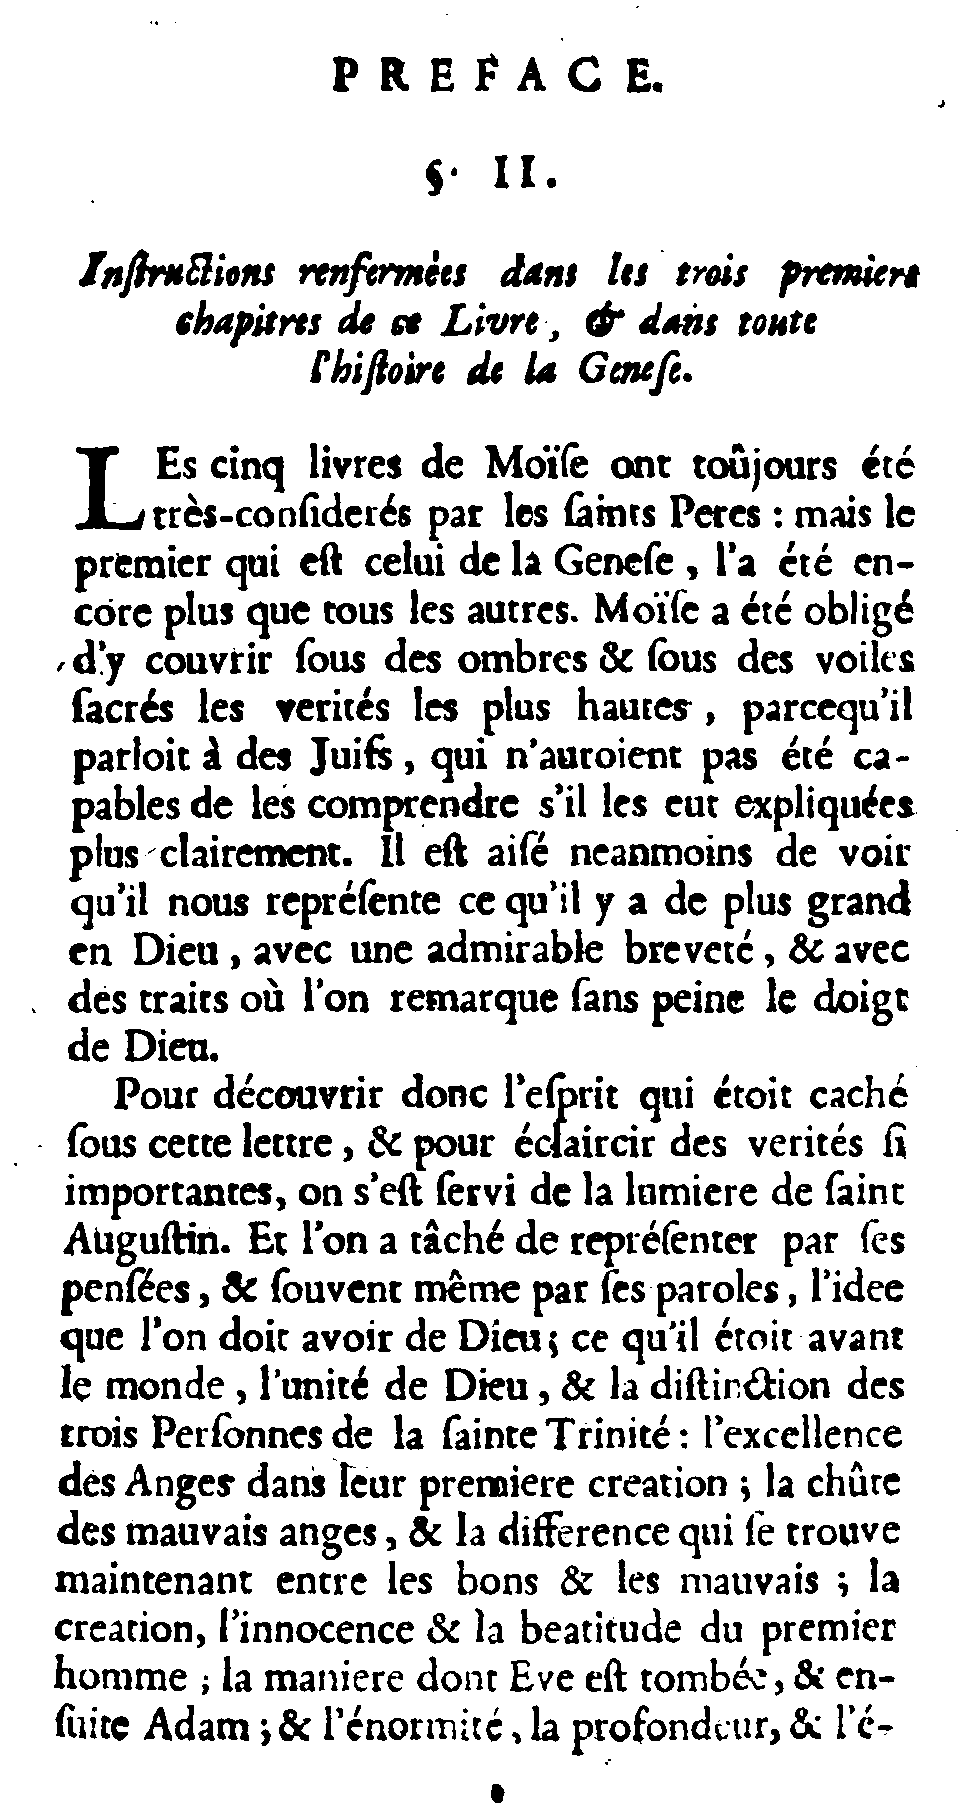 PREFACE.
§. II.
Inſtructions renfermées dans les trois premiers
chapitres de ce Livre, & dans toute
l'hiſtoire de la Geneſe.
LEs cinq livres de Moïſe ont toûjours été
très-conſiderés par les ſaints Peres : mais le
premier qui eſt celui de la Geneſe, l'a été en-
core plus que tous les autres. Moïſe a été obligé
d'y couvrir ſous des ombres & ſous des voiles
ſacrés les verités les plus hautes, parcequ'il
parloit à des Juifs, qui n'auroient pas été ca-
pables de les comprendre s'il les eut expliquées
plus clairement. Il eſt aiſé neanmoins de voir
qu'il nous repréſente ce qu'il y a de plus grand
en Dieu, avec une admirable breveté, & avec
des traits où l'on remarque ſans peine le doigt
de Dieu.
Pour découvrir donc l'eſprit qui étoit caché
ſous cette lettre, & pour éclaircir des verités ſi
importantes, on s'eſt ſervi de la lumiere de ſaint
Auguſtin. Et l'on a tâché de repréſenter par ſes
penſées, & ſouvent même par ſes paroles, l'idee
que l'on doit avoir de Dieu; ce qu'il étoit avant
le monde, l'unité de Dieu, & la diſtinction des
trois Perſonnes de la ſainte Trinité : l'excellence
des Anges dans leur premiere creation ; la chûte
des mauvais anges, & la difference qui ſe trouve
maintenant entre les bons & les mauvais ; la
creation, l'innocence & la beatitude du premier
homme ; la maniere dont Eve eſt tombée, & en-
ſuite Adam ; & l'énormité, la profondeur, & l'é-